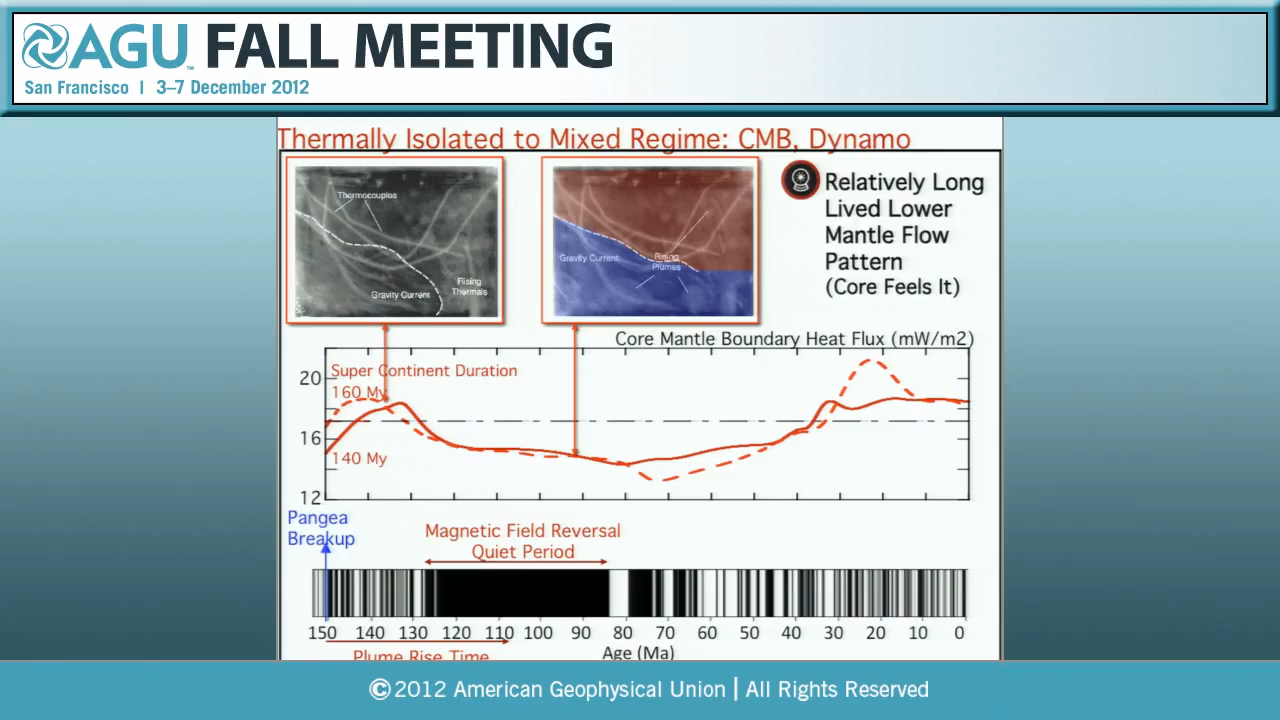 AGU FALL MEETING
San Francisco | 3–7 December 2012
Thermally Isolated to Mixed Regime: CMB, Dynamo
Thermocouples
Gravity Current
Rising
Thermals
Gravity Current
Rising
Plumes
Relatively Long
Lived Lower
Mantle Flow
Pattern
(Core Feels It)
Core Mantle Boundary Heat Flux (mW/m2)
20
16
12
Super Continent Duration
160 My
140 My
Pangea
Breakup
Magnetic Field Reversal
Quiet Period
150 140 130 120 110 100 90 80 70 60 50 40 30 20 10 0
Plume Rise Time
Age (Ma)
©2012 American Geophysical Union | All Rights Reserved